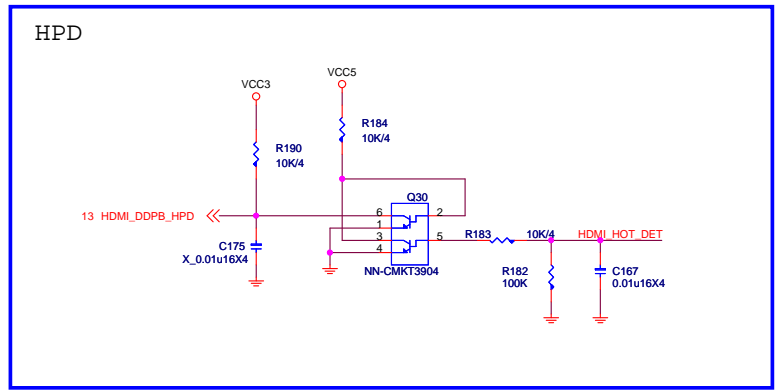 HPD
VCC3
VCC5
R184
10K/4
R190
10K/4
Q30
13 HDMI_DDPB_HPD
6
2
1
3
5
4
R183
10K/4
HDMI_HOT_DET
C175
X_0.01u16X4
NN-CMKT3904
R182
100K
C167
0.01u16X4